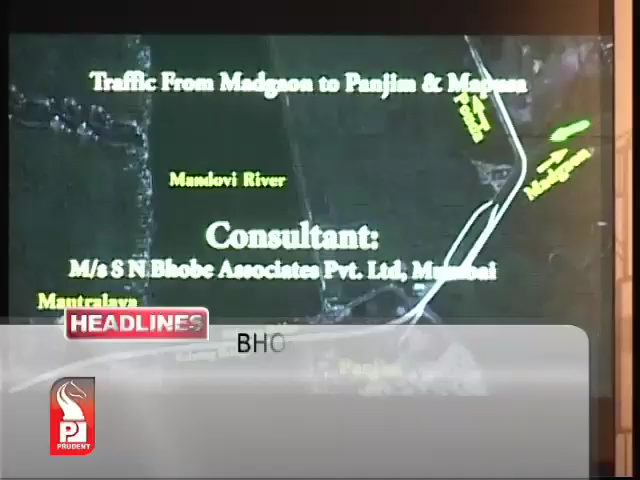 Traffic From Madgaon to Panjim & Mapusa
Ponda
Madgaon
Mandovi River
Consultant:
M/s S N Bhobe Associates Pvt. Ltd, Mumbai
Mantralaya
HEADLINES
BHO
Panjim
PRUDENT